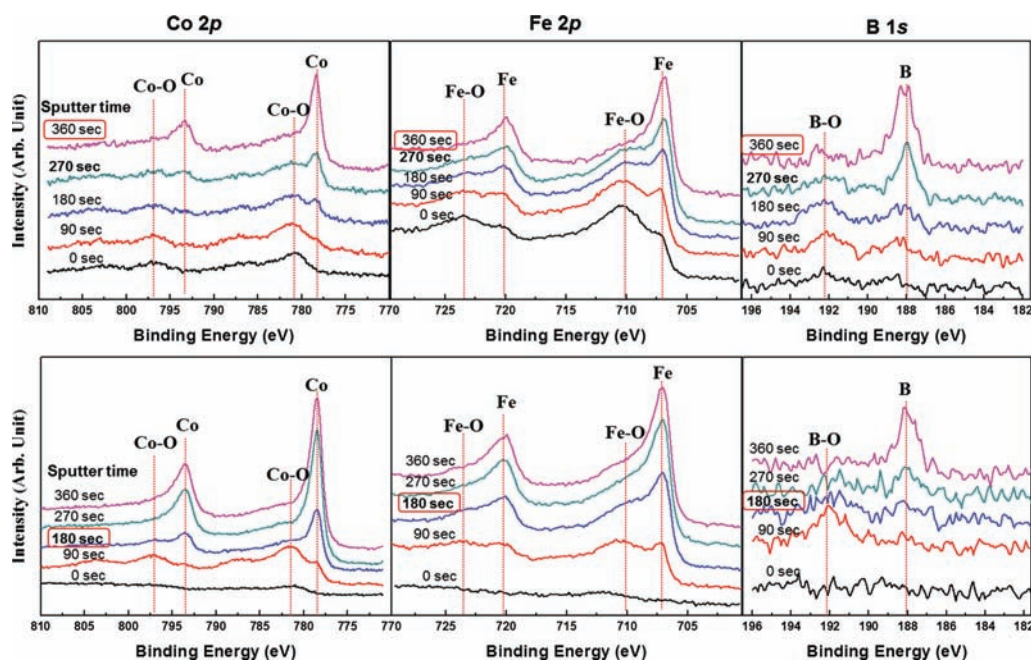 Co 2p
Fe 2p
B 1s
Intensity (Arb. Unit)
Sputter time
360 sec
270 sec
180 sec
90 sec
0 sec
Co-O
Co
Co-O
Co
810 805 800 795 790 785 780 775 770
Binding Energy (eV)
360 sec
270 sec
180 sec
90 sec
0 sec
Fe-O
Fe
Fe-O
Fe
720 715 710 705
Binding Energy (eV)
360 sec
270 sec
180 sec
90 sec
0 sec
B-O
B
196 194 192 190 188 186 184 182
Binding Energy (eV)
Intensity (Arb. Unit)
Sputter time
360 sec
270 sec
180 sec
90 sec
0 sec
Co-O
Co
Co-O
Co
810 805 800 795 790 785 780 775 770
Binding Energy (eV)
360 sec
270 sec
180 sec
90 sec
0 sec
Fe-O
Fe
Fe-O
Fe
720 715 710 705
Binding Energy (eV)
360 sec
270 sec
180 sec
90 sec
0 sec
B-O
B
196 194 192 190 188 186 184 182
Binding Energy (eV)